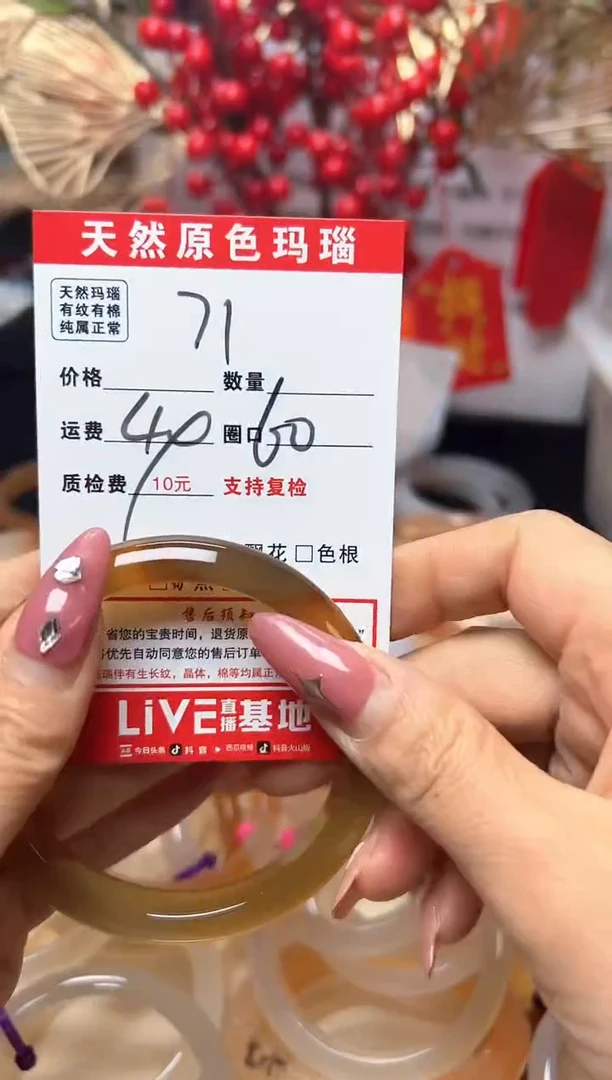 天然原色玛瑙
天然玛瑙
有纹有棉
纯属正常
71
价格 数量
运费 40 圈口 60
质检费 10元 支持复检
飘花 □色根
售后须知
省您的宝贵时间，退货原
优先自动同意您的售后订单
瑙伴有生长纹，晶体，棉等均属正
LiVE直播基地
今日头条 抖音 西瓜视频 抖音火山版